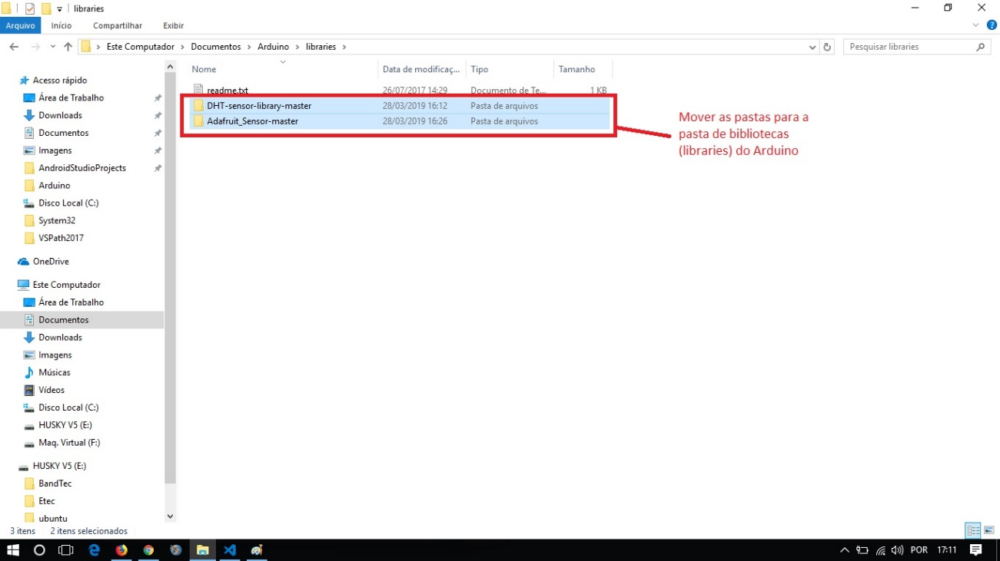 libraries
Arquivo Início Compartilhar Exibir
Este Computador Documentos Arduino libraries
Pesquisar libraries
Nome Data de modificaç... Tipo Tamanho
readme.txt 26/07/2017 14:29 Documento de Te... 1 KB
DHT-sensor-library-master 28/03/2019 16:12 Pasta de arquivos
Adafruit_Sensor-master 28/03/2019 16:26 Pasta de arquivos
Mover as pastas para a
pasta de bibliotecas
(libraries) do Arduino
Acesso rápido
Área de Trabalho
Downloads
Documentos
Imagens
AndroidStudioProjects
Arduino
Disco Local (C:)
System32
VSPath2017
OneDrive
Este Computador
Área de Trabalho
Documentos
Downloads
Imagens
Músicas
Vídeos
Disco Local (C:)
HUSKY V5 (E:)
Maq. Virtual (F:)
HUSKY V5 (E:)
BandTec
Etec
ubuntu
3 itens 2 itens selecionados
POR 17:11